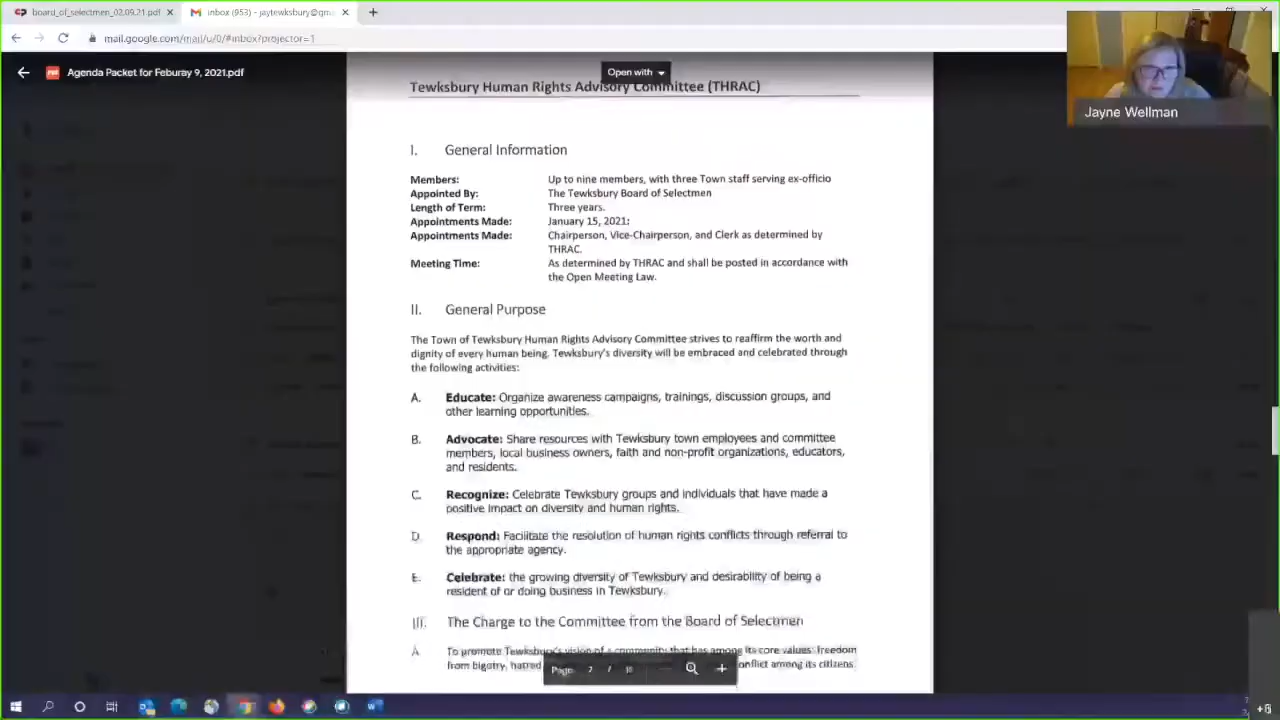 board_of_selectmen_02.09.21.pdf
Inbox (953) - jaytewksbury@gm
mail.google.com/mail/u/0/#inbox?projector=1
Agenda Packet for Feburay 9, 2021.pdf
Open with
Jayne Wellman
Tewksbury Human Rights Advisory Committee (THRAC)
I. General Information
Members: Up to nine members, with three Town staff serving ex-officio
Appointed By: The Tewksbury Board of Selectmen
Length of Term: Three years.
Appointments Made: January 15, 2021:
Appointments Made: Chairperson, Vice-Chairperson, and Clerk as determined by
THRAC.
Meeting Time: As determined by THRAC and shall be posted in accordance with
the Open Meeting Law.
II. General Purpose
The Town of Tewksbury Human Rights Advisory Committee strives to reaffirm the worth and
dignity of every human being. Tewksbury's diversity will be embraced and celebrated through
the following activities:
A. Educate: Organize awareness campaigns, trainings, discussion groups, and
other learning opportunities.
B. Advocate: Share resources with Tewksbury town employees and committee
members, local business owners, faith and non-profit organizations, educators,
and residents.
C. Recognize: Celebrate Tewksbury groups and individuals that have made a
positive impact on diversity and human rights.
D. Respond: Facilitate the resolution of human rights conflicts through referral to
the appropriate agency.
E. Celebrate: the growing diversity of Tewksbury and desirability of being a
resident of or doing business in Tewksbury.
III. The Charge to the Committee from the Board of Selectmen
A To promote Tewksbury's vision of a community that has among its core values: freedom
from bigotry, hatred conflict among its citizens.
Page 7 / 10
+6